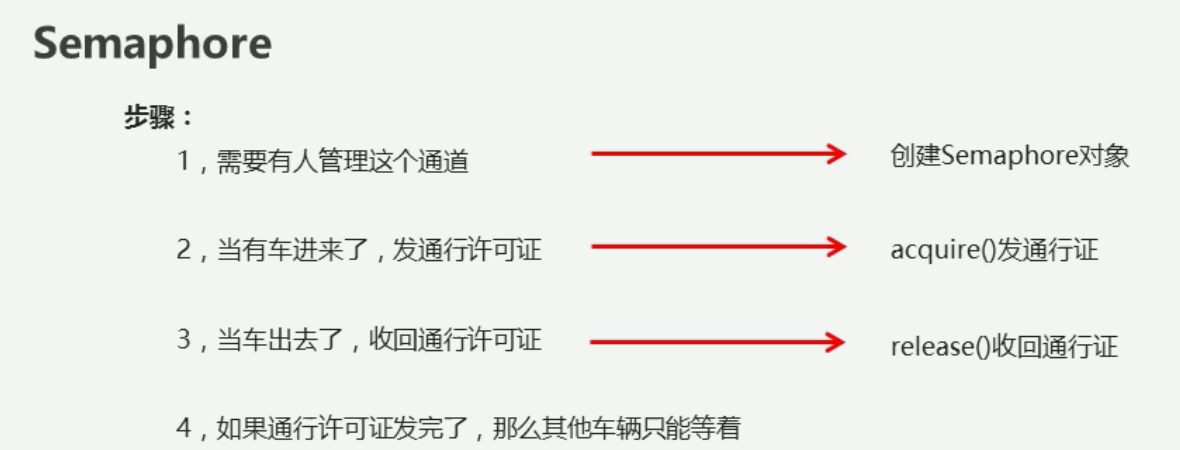 Semaphore
步骤：
1，需要有人管理这个通道
创建Semaphore对象
2，当有车进来了，发通行许可证
acquire()发通行证
3，当车出去了，收回通行许可证
release()收回通行证
4，如果通行许可证发完了，那么其他车辆只能等着